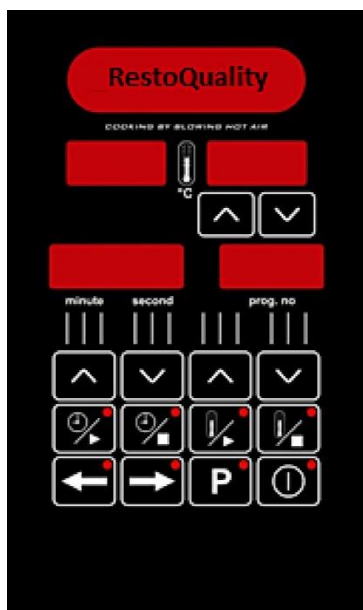 RestoQuality
COOKING BY BLOWING HOT AIR
°C
minute second prog. no
P